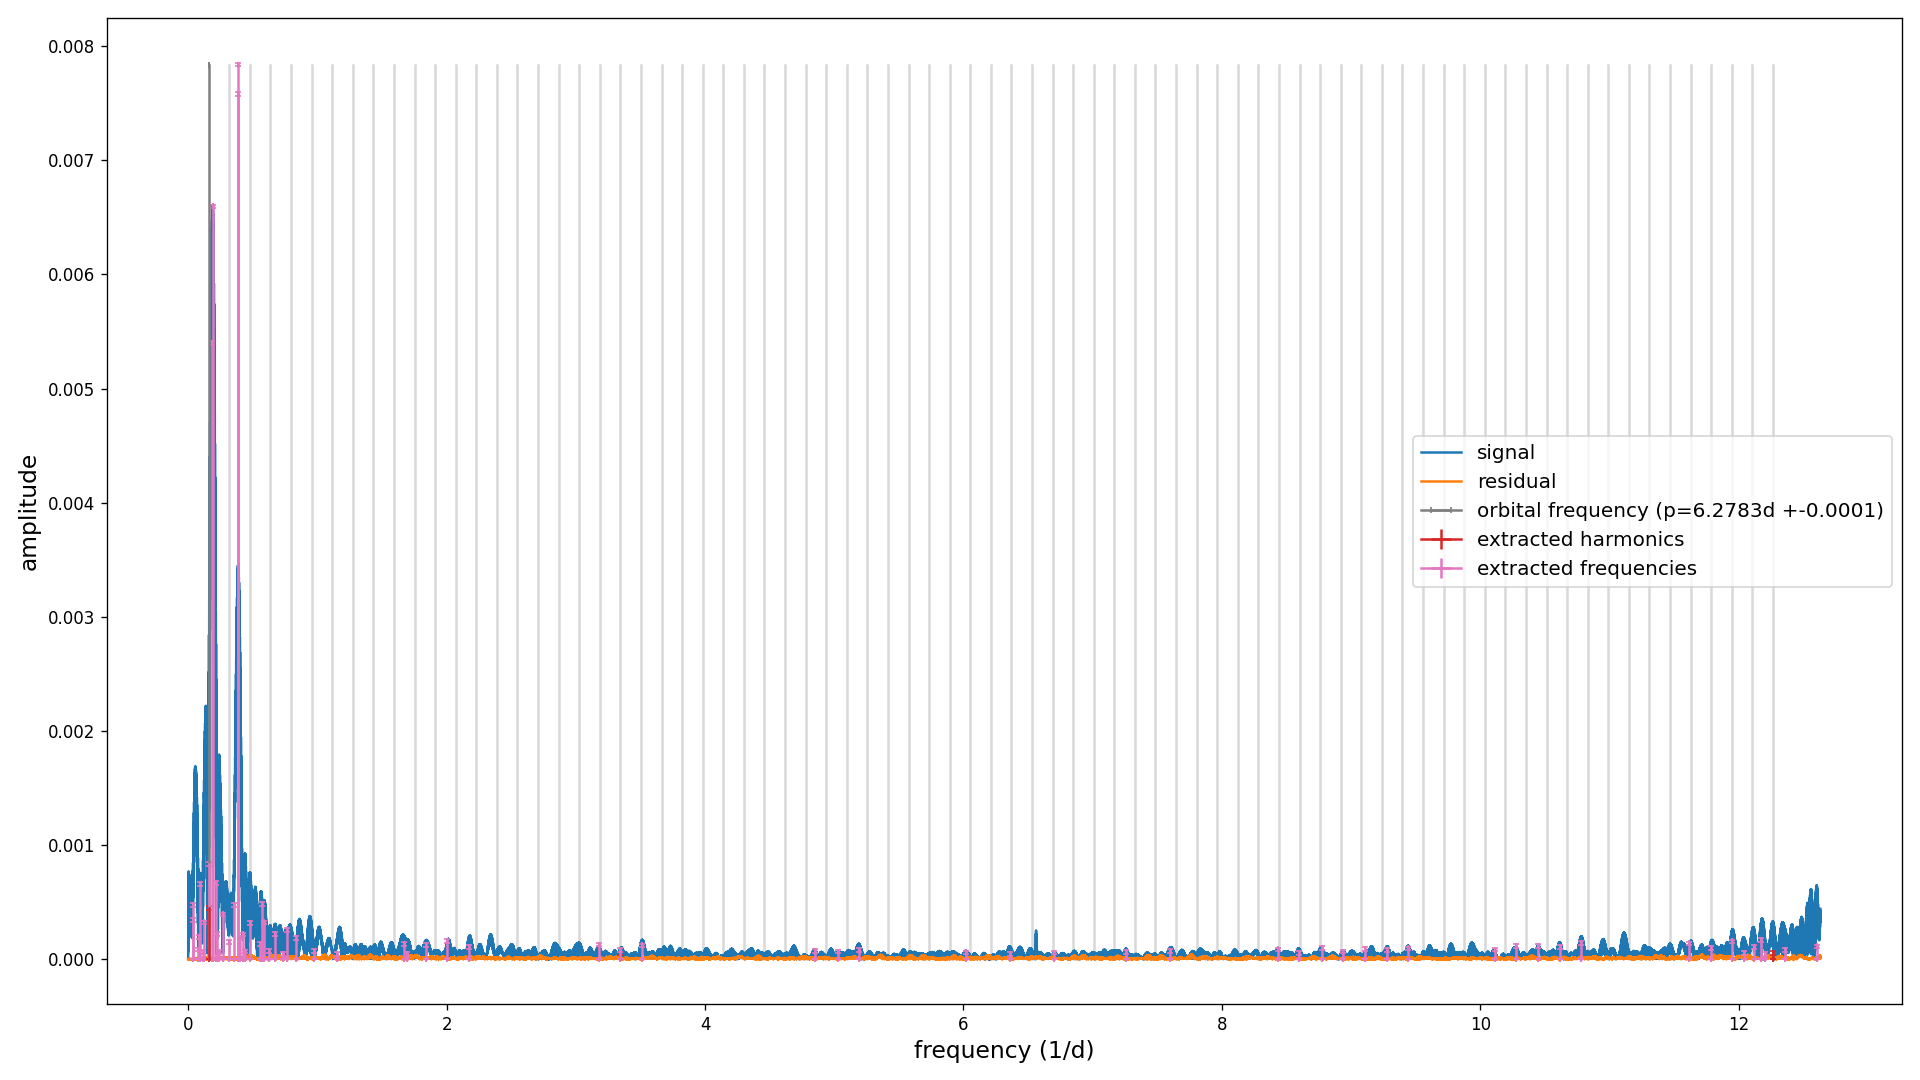 0.008
0.007
0.006
0.005
0.004
0.003
0.002
0.001
0.000
amplitude
signal
residual
orbital frequency (p=6.2783d +-0.0001)
extracted harmonics
extracted frequencies
0 2 4 6 8 10 12
frequency (1/d)